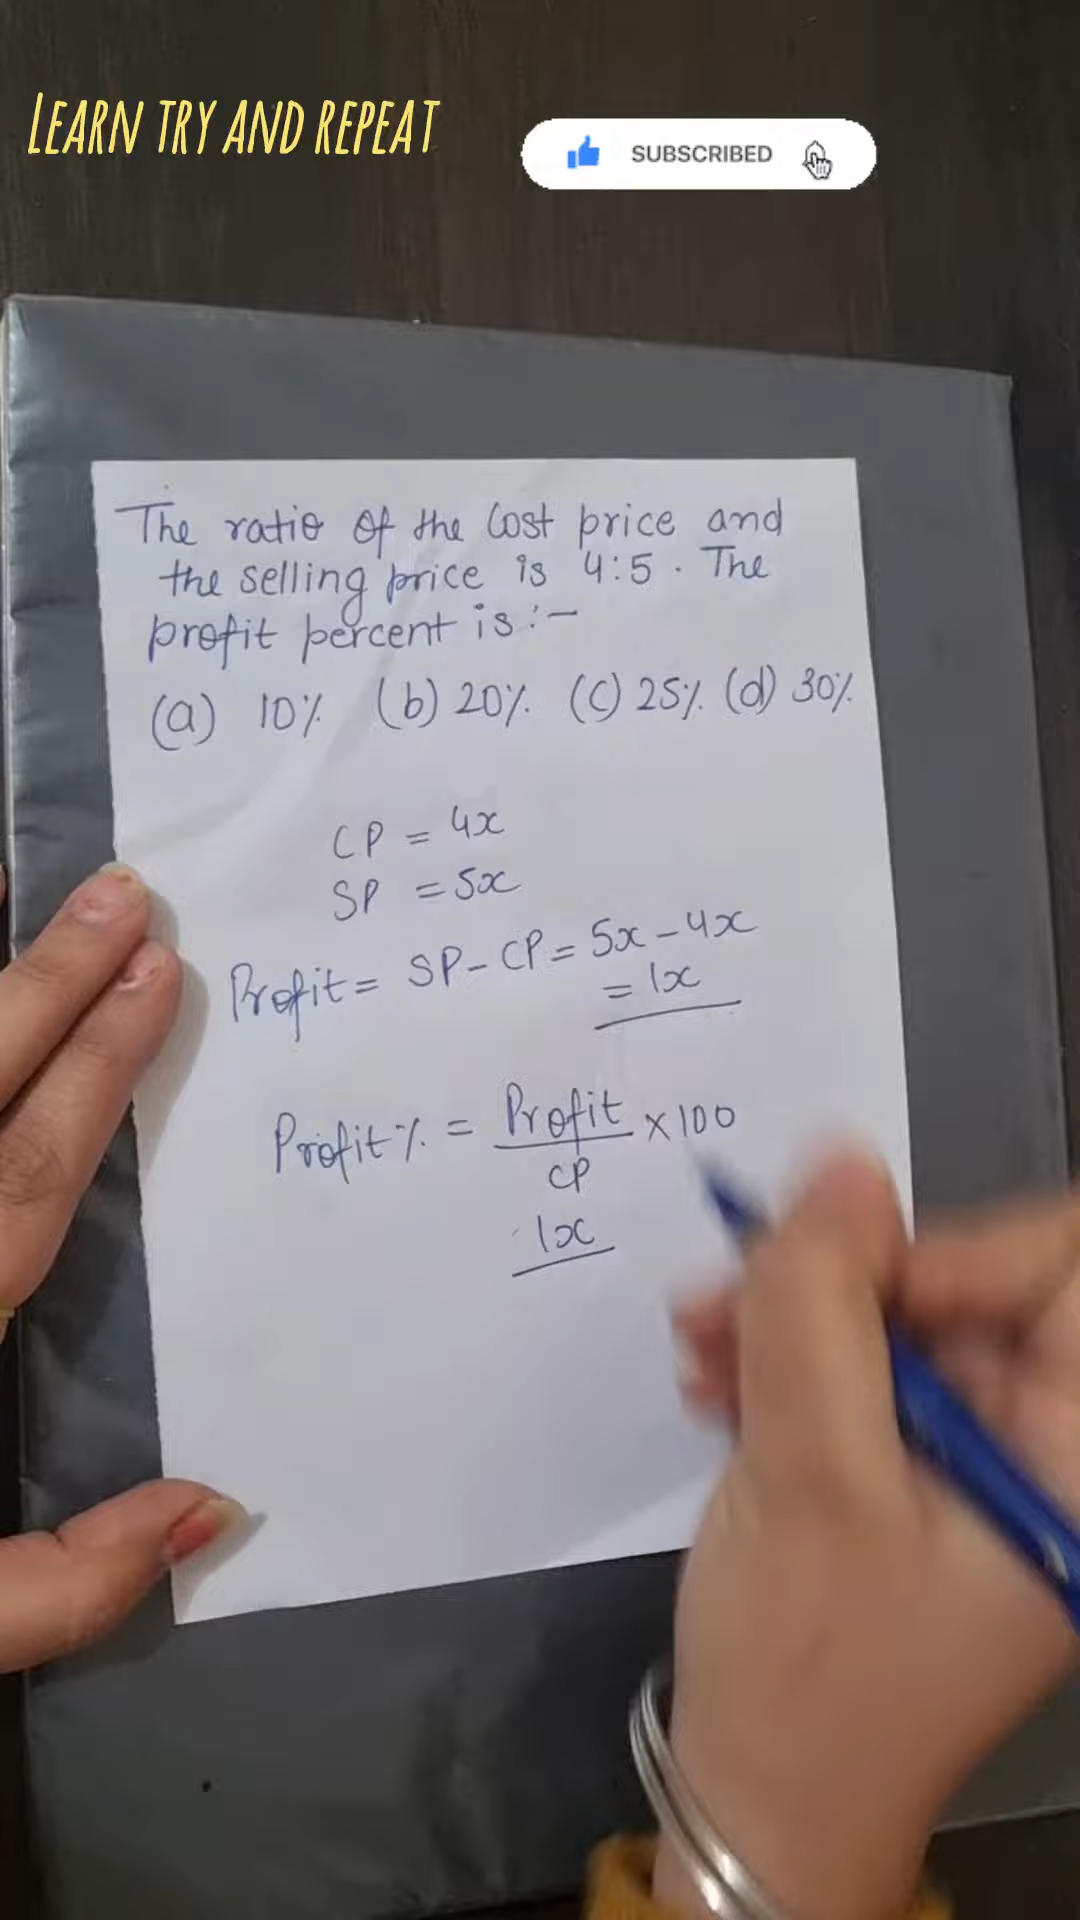 LEARN TRY AND REPEAT
SUBSCRIBED
The ratio of the cost price and
the selling price is 4:5. The
profit percent is :-
(a) 10% (b) 20% (c) 25% (d) 30%
CP = 4x
SP = 5x
Profit = SP - CP = 5x - 4x
= 1x
Profit % = Profit × 100
CP
1x